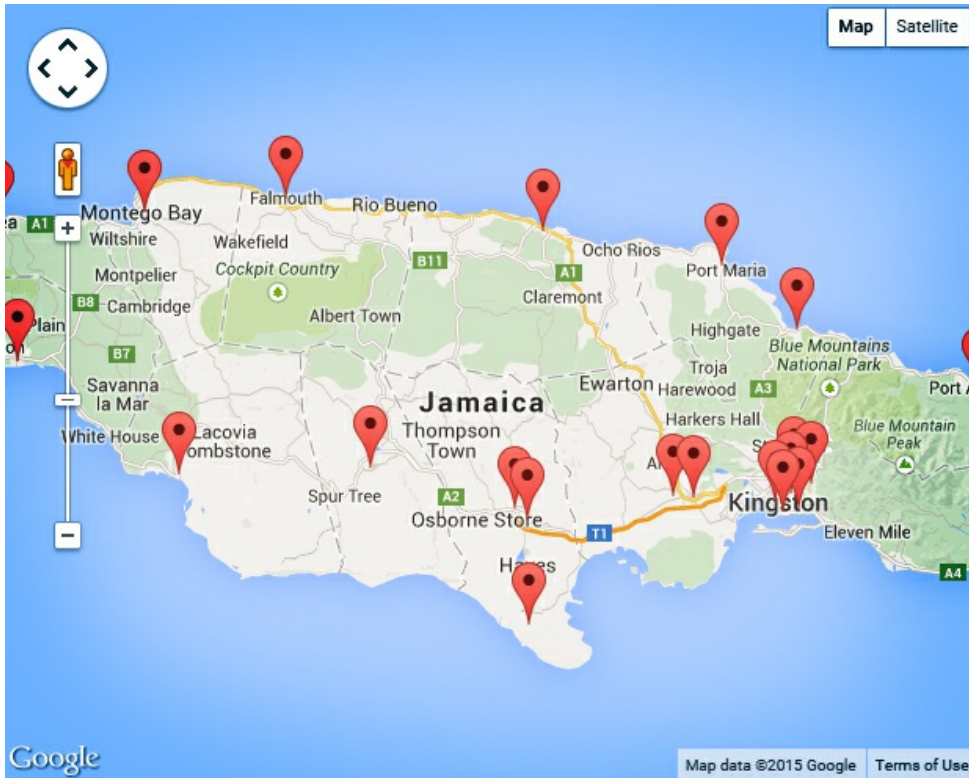 Map Satellite
Falmouth
Rio Bueno
A1
Montego Bay
Wiltshire
Wakefield
Ocho Rios
B11
Port Maria
Cockpit Country
A1
Montpelier
Claremont
B8
Cambridge
Albert Town
Plain
Highgate
Blue Mountains
National Park
B7
Troja
Savanna
la Mar
Ewarton
Harewood
A3
Port A
Jamaica
Harkers Hall
White House
Lacovia
Tombstone
Thompson
Town
Blue Mountain
Peak
Spur Tree
A2
Kingston
Osborne Store
T1
Eleven Mile
Hayes
A4
Google
Map data ©2015 Google Terms of Use